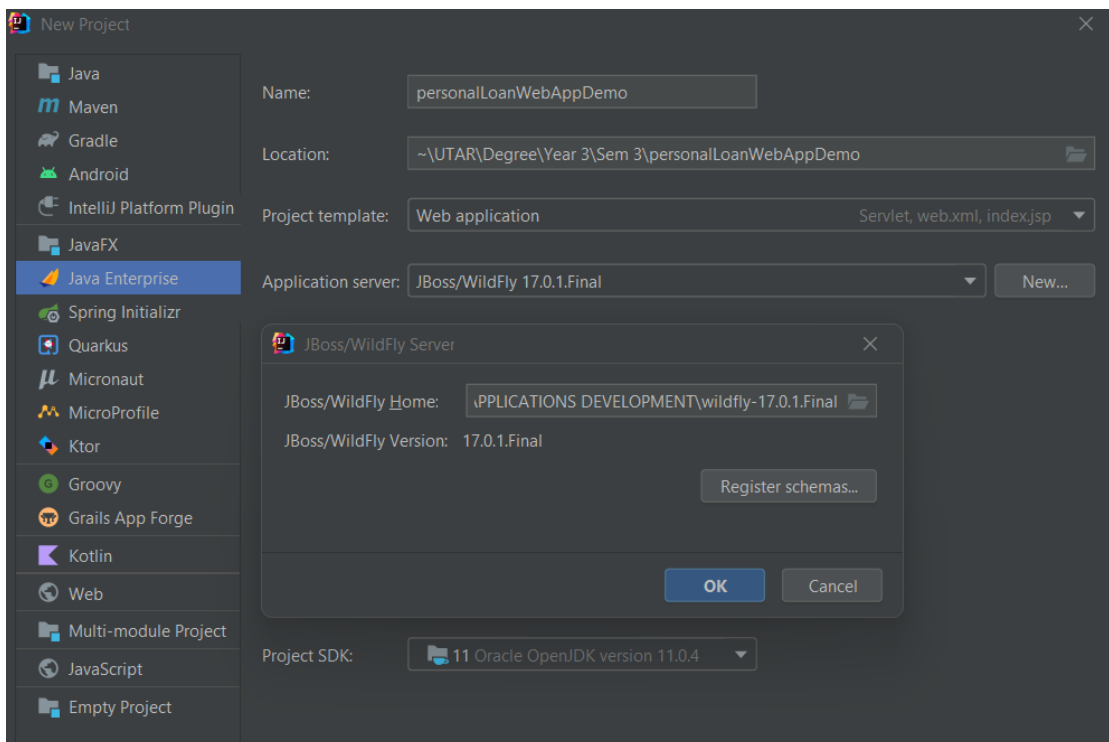 New Project
Java
Maven
Gradle
Android
IntelliJ Platform Plugin
JavaFX
Java Enterprise
Spring Initializr
Quarkus
Micronaut
MicroProfile
Ktor
Groovy
Grails App Forge
Kotlin
Web
Multi-module Project
JavaScript
Empty Project
Name: personalLoanWebAppDemo
Location: ~\UTAR\Degree\Year 3\Sem 3\personalLoanWebAppDemo
Project template: Web application Servlet, web.xml, index.jsp
Application server: JBoss/WildFly 17.0.1.Final New...
JBoss/WildFly Server
JBoss/WildFly Home: \PPLICATIONS DEVELOPMENT\wildfly-17.0.1.Final
JBoss/WildFly Version: 17.0.1.Final
Register schemas...
OK Cancel
Project SDK: 11 Oracle OpenJDK version 11.0.4